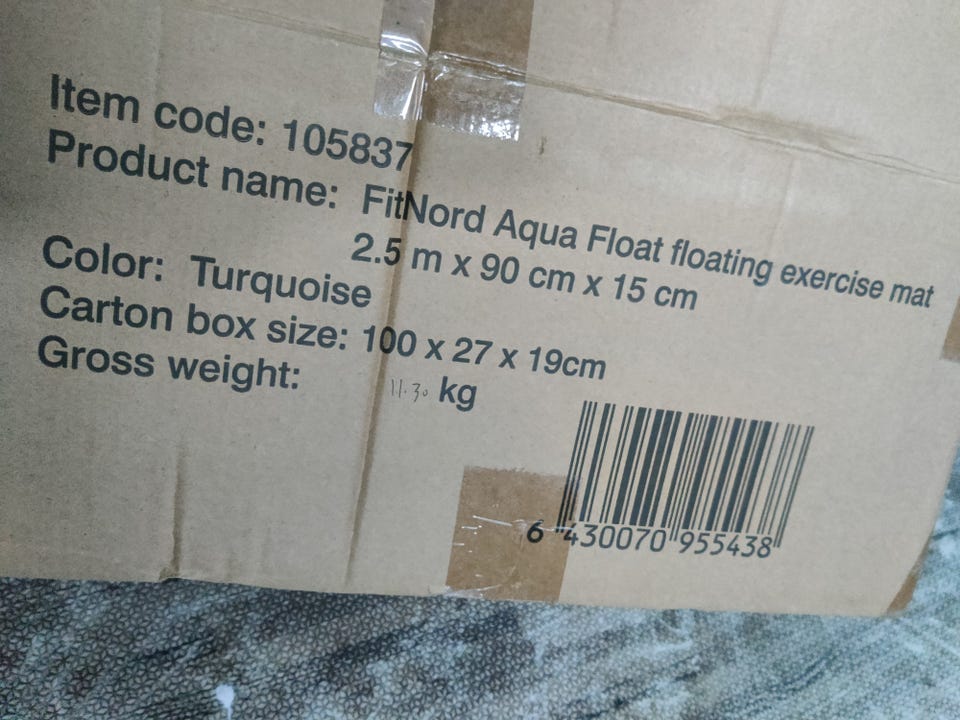 Item code: 105837
Product name: FitNord Aqua Float floating exercise mat
2.5 m x 90 cm x 15 cm
Color: Turquoise
Carton box size: 100 x 27 x 19cm
Gross weight: 11.30 kg
6 430070 955438